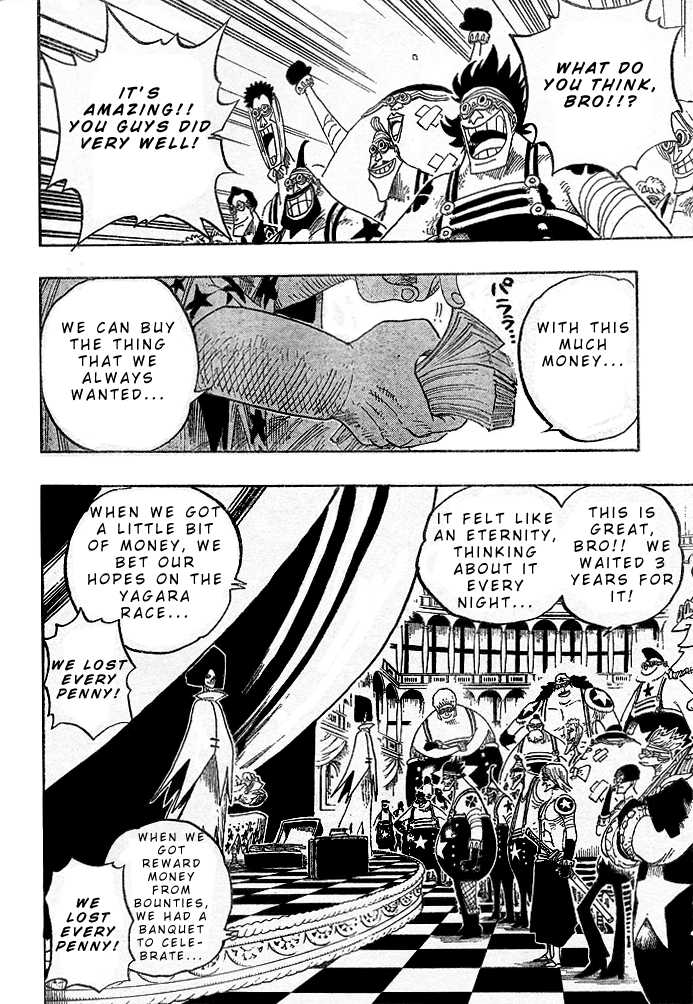 WHAT DO
YOU THINK,
BRO!!?
IT'S
AMAZING!!
YOU GUYS DID
VERY WELL!
WITH THIS
MUCH
MONEY...
パラララ...
WE CAN BUY
THE THING
THAT WE
ALWAYS
WANTED...
THIS IS
GREAT,
BRO!! WE
WAITED 3
YEARS FOR
IT!
IT FELT LIKE
AN ETERNITY,
THINKING
ABOUT IT
EVERY
NIGHT...
WHEN WE GOT
A LITTLE BIT
OF MONEY, WE
BET OUR
HOPES ON THE
YAGARA
RACE...
WE LOST
EVERY
PENNY!
WHEN WE
GOT
REWARD
MONEY
FROM
BOUNTIES,
WE HAD A
BANQUET
TO CELE-
BRATE...
WE LOST
EVERY
PENNY!